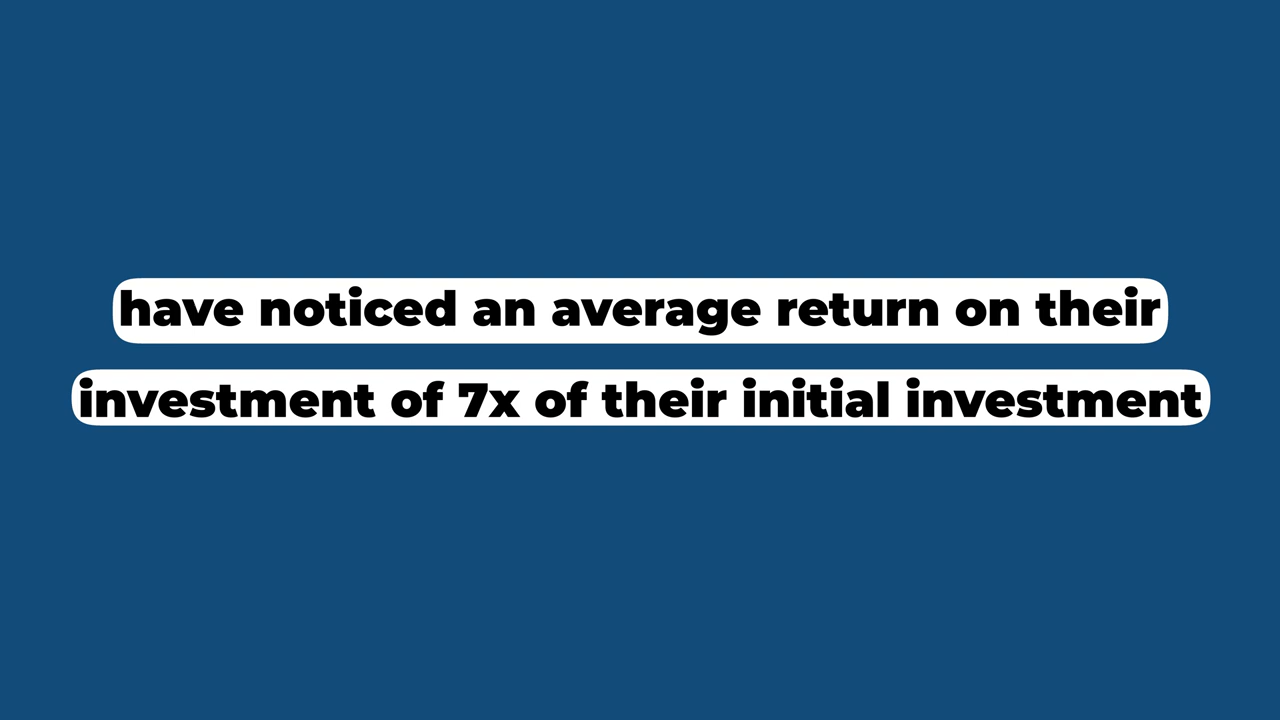 have noticed an average return on their
investment of 7x of their initial investment